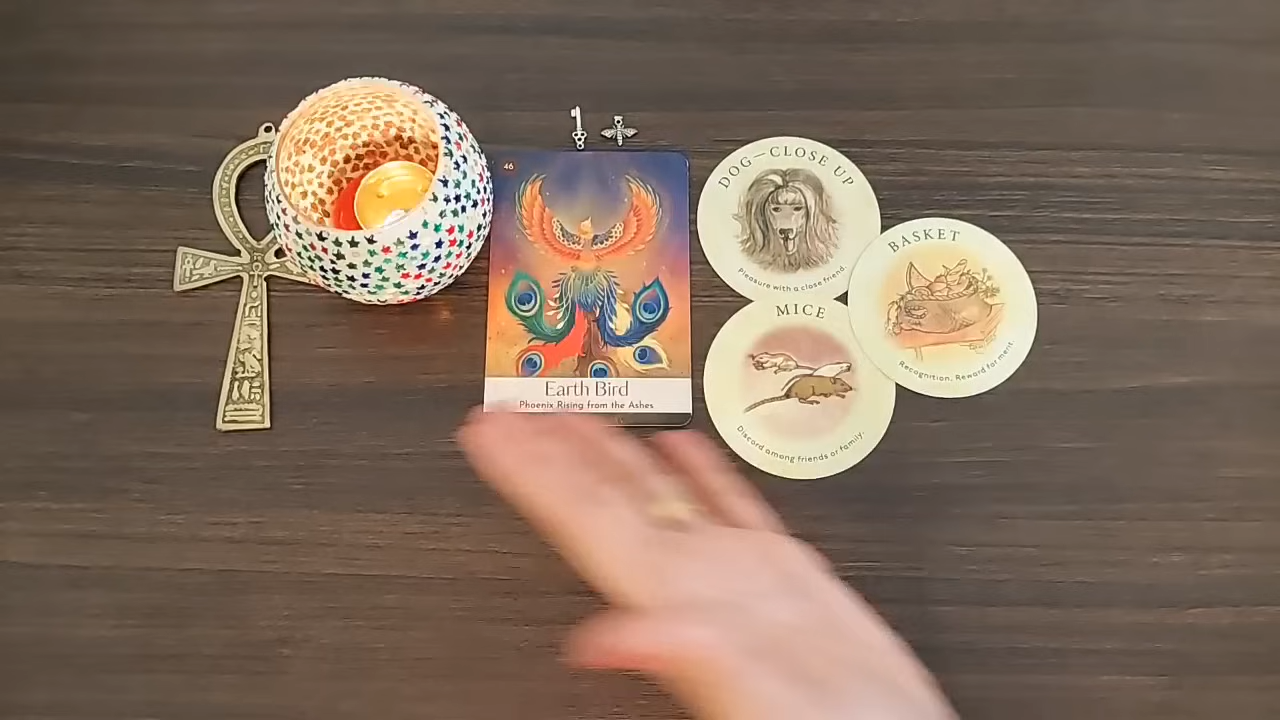 46
Earth Bird
Phoenix Rising from the Ashes
DOG—CLOSE UP
Pleasure with a close friend.
BASKET
Recognition. Reward for merit.
MICE
Discord among friends or family.